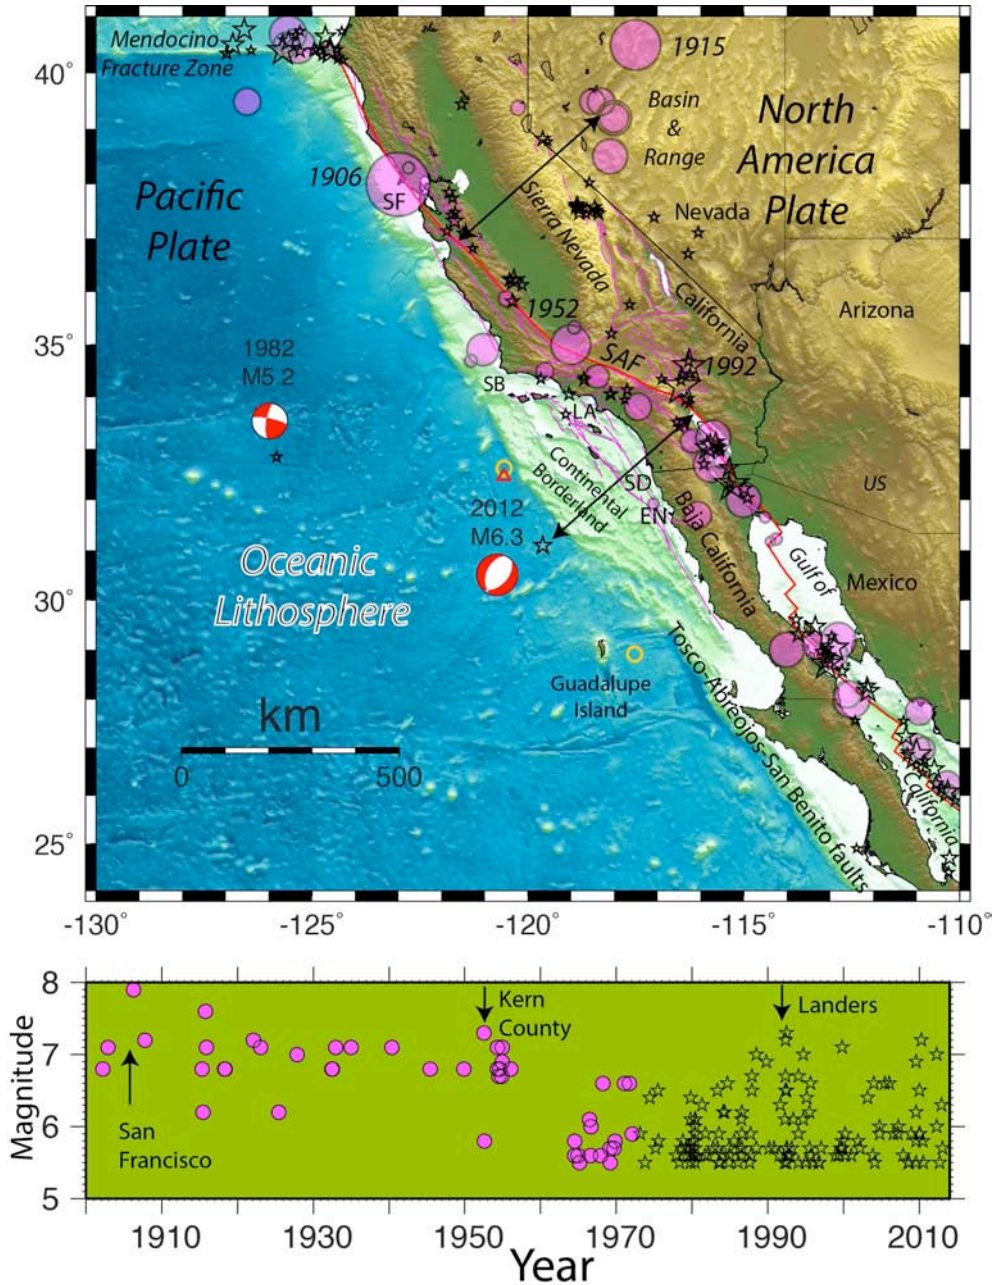 Mendocino
Fracture Zone
1915
40°
Basin
&
Range
North
America
Plate
Pacific
Plate
1906
SF
Sierra Nevada
Nevada
California
Arizona
1952
SAF
1992
35°
1982
M5.2
SB
LA
Continental
Borderland
SD
EN
2012
M6.3
Baja California
US
Gulf of
California
Mexico
Oceanic
Lithosphere
30°
Guadalupe
Island
Tosco-Abreojos-San Benito faults
km
0 500
25°
-130° -125° -120° -115° -110°
8
7
6
5
Magnitude
San
Francisco
Kern
County
Landers
1910 1930 1950 1970 1990 2010
Year